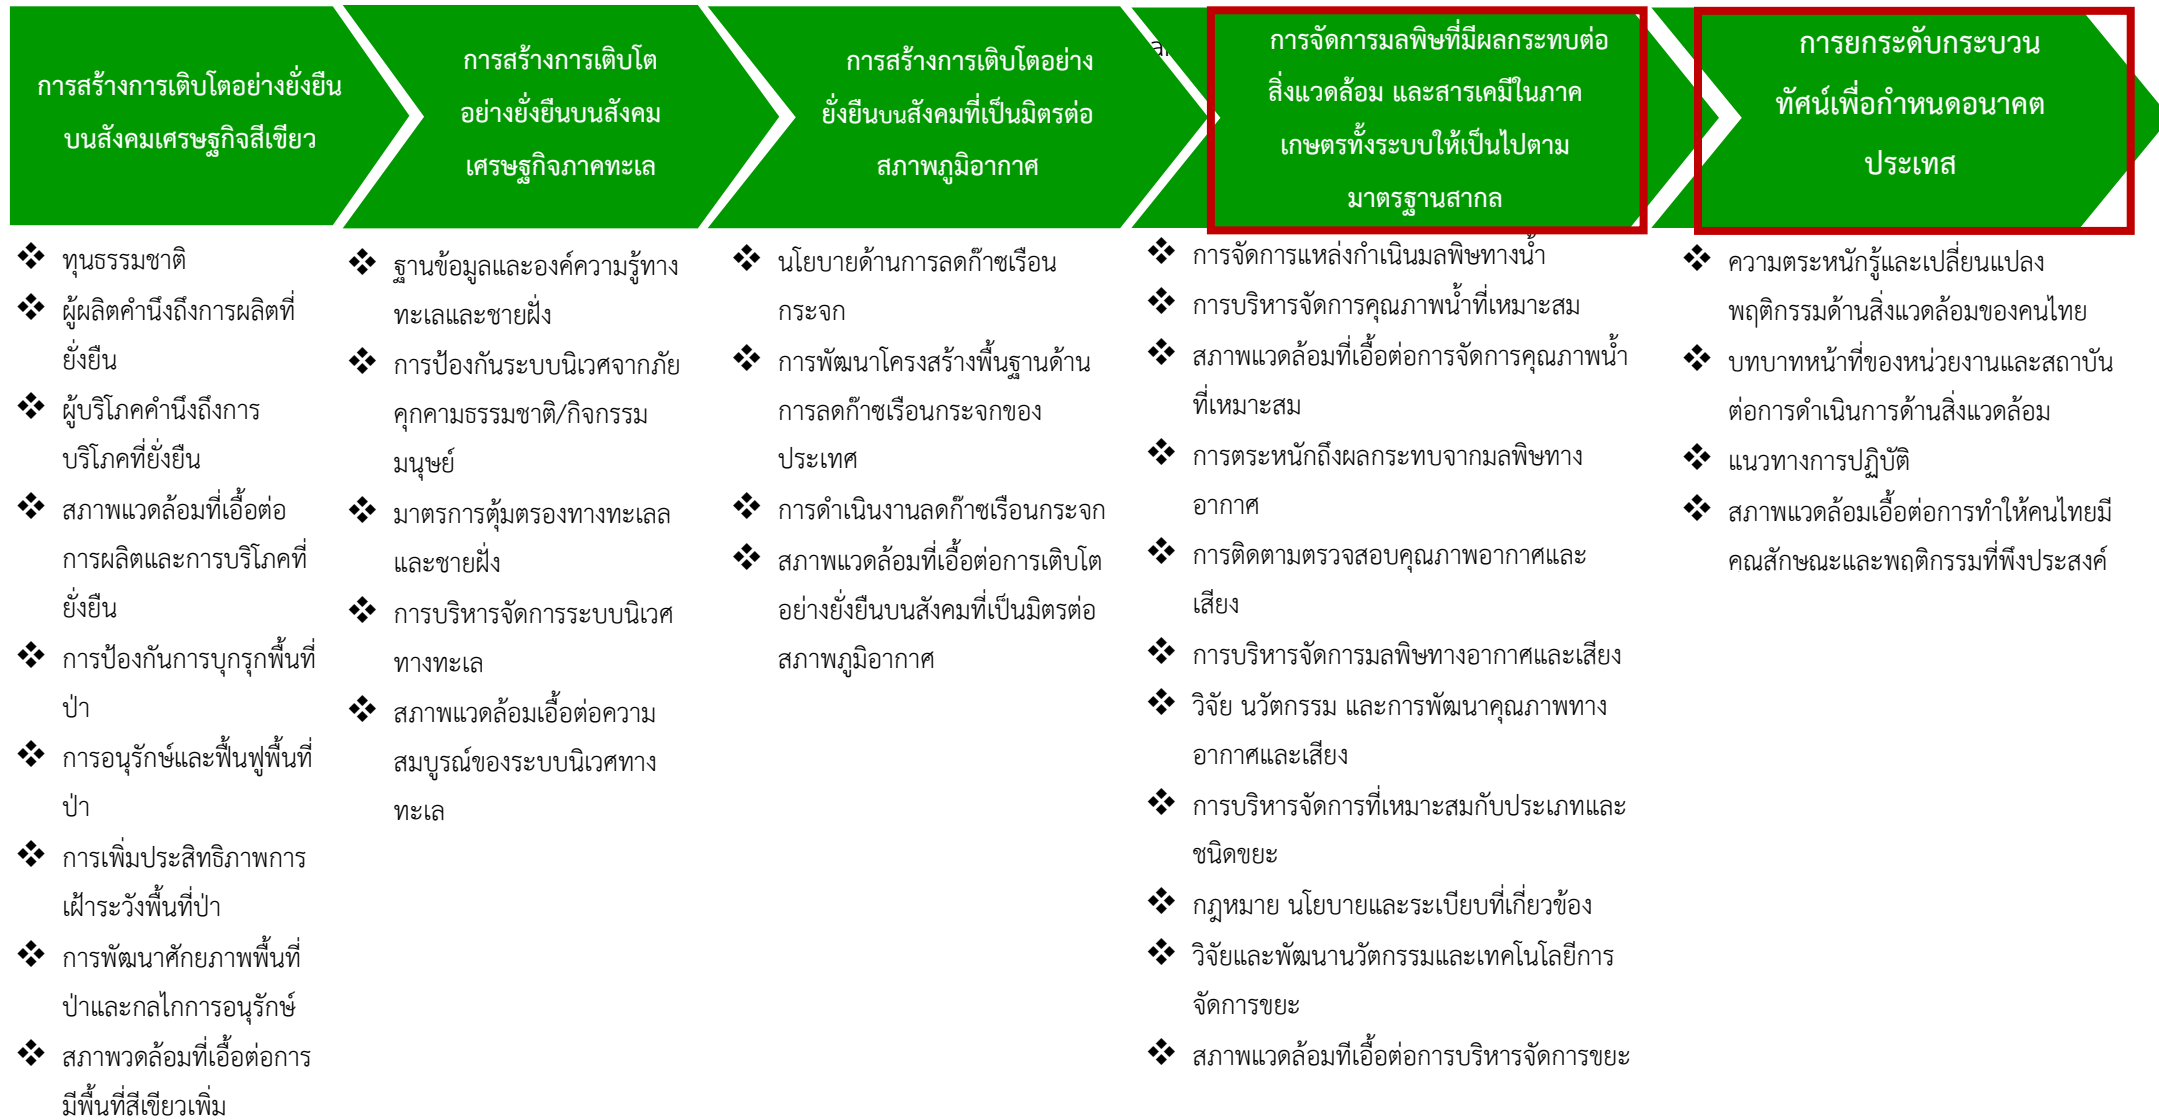 การสร้างการเติบโตอย่างยั่งยืน
บนสังคมเศรษฐกิจสีเขียว
การสร้างการเติบโต
อย่างยั่งยืนบนสังคม
เศรษฐกิจภาคทะเล
การสร้างการเติบโตอย่าง
ยั่งยืนบนสังคมที่เป็นมิตรต่อ
สภาพภูมิอากาศ
การจัดการมลพิษที่มีผลกระทบต่อ
สิ่งแวดล้อม และสารเคมีในภาค
เกษตรทั้งระบบให้เป็นไปตาม
มาตรฐานสากล
การยกระดับกระบวน
ทัศน์เพื่อกำหนดอนาคต
ประเทส
❖ ทุนธรรมชาติ
❖ ผู้ผลิตคำนึงถึงการผลิตที่
ยั่งยืน
❖ ผู้บริโภคคำนึงถึงการ
บริโภคที่ยั่งยืน
❖ สภาพแวดล้อมที่เอื้อต่อ
การผลิตและการบริโภคที่
ยั่งยืน
❖ การป้องกันการบุกรุกพื้นที่
ป่า
❖ การอนุรักษ์และฟื้นฟูพื้นที่
ป่า
❖ การเพิ่มประสิทธิภาพการ
เฝ้าระวังพื้นที่ป่า
❖ การพัฒนาศักยภาพพื้นที่
ป่าและกลไกการอนุรักษ์
❖ สภาพวดล้อมที่เอื้อต่อการ
มีพื้นที่สีเขียวเพิ่ม
❖ ฐานข้อมูลและองค์ความรู้ทาง
ทะเลและชายฝั่ง
❖ การป้องกันระบบนิเวศจากภัย
คุกคามธรรมชาติ/กิจกรรม
มนุษย์
❖ มาตรการตุ้มตรองทางทะเลล
และชายฝั่ง
❖ การบริหารจัดการระบบนิเวศ
ทางทะเล
❖ สภาพแวดล้อมเอื้อต่อความ
สมบูรณ์ของระบบนิเวศทาง
ทะเล
❖ นโยบายด้านการลดก๊าซเรือน
กระจก
❖ การพัฒนาโครงสร้างพื้นฐานด้าน
การลดก๊าซเรือนกระจกของ
ประเทศ
❖ การดำเนินงานลดก๊าซเรือนกระจก
❖ สภาพแวดล้อมที่เอื้อต่อการเติบโต
อย่างยั่งยืนบนสังคมที่เป็นมิตรต่อ
สภาพภูมิอากาศ
❖ การจัดการแหล่งกำเนินมลพิษทางน้ำ
❖ การบริหารจัดการคุณภาพน้ำที่เหมาะสม
❖ สภาพแวดล้อมที่เอื้อต่อการจัดการคุณภาพน้ำ
ที่เหมาะสม
❖ การตระหนักถึงผลกระทบจากมลพิษทาง
อากาศ
❖ การติดตามตรวจสอบคุณภาพอากาศและ
เสียง
❖ การบริหารจัดการมลพิษทางอากาศและเสียง
❖ วิจัย นวัตกรรม และการพัฒนาคุณภาพทาง
อากาศและเสียง
❖ การบริหารจัดการที่เหมาะสมกับประเภทและ
ชนิดขยะ
❖ กฎหมาย นโยบายและระเบียบที่เกี่ยวข้อง
❖ วิจัยและพัฒนานวัตกรรมและเทคโนโลยีการ
จัดการขยะ
❖ สภาพแวดล้อมทีเอื้อต่อการบริหารจัดการขยะ
❖ ความตระหนักรู้และเปลี่ยนแปลง
พฤติกรรมด้านสิ่งแวดล้อมของคนไทย
❖ บทบาทหน้าที่ของหน่วยงานและสถาบัน
ต่อการดำเนินการด้านสิ่งแวดล้อม
❖ แนวทางการปฏิบัติ
❖ สภาพแวดล้อมเอื้อต่อการทำให้คนไทยมี
คณสักษณะและพฤติกรรมที่พึงประสงค์